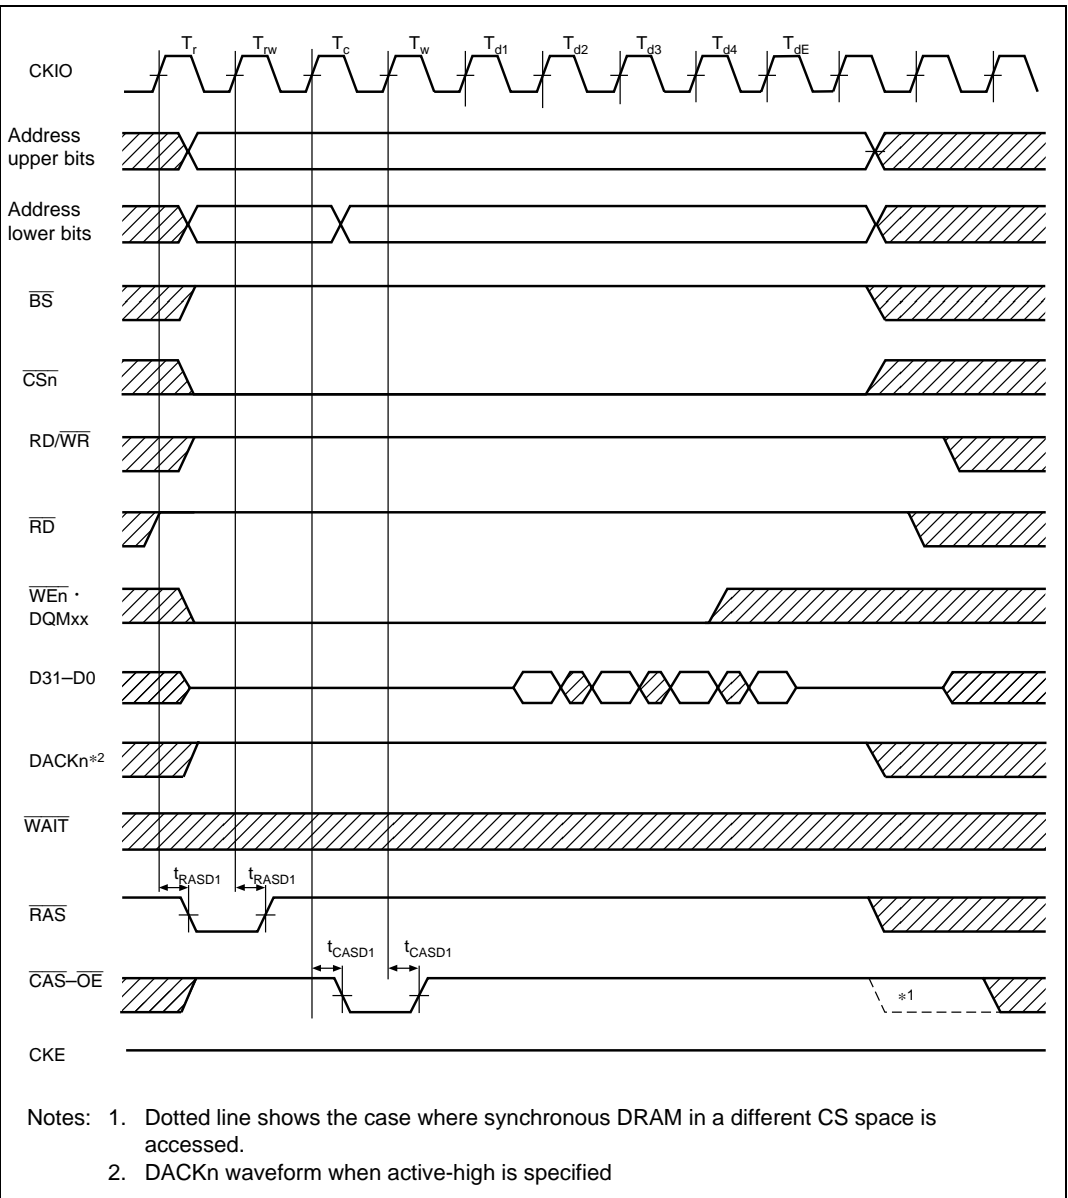 Tr Trw Tc Tw Td1 Td2 Td3 Td4 TdE
CKIO
Address
upper bits
Address
lower bits
BS
CSn
RD/WR
RD
WEn ·
DQMxx
D31–D0
DACKn*2
WAIT
tRASD1 tRASD1
RAS
tCASD1 tCASD1
CAS–OE
*1
CKE
Notes: 1. Dotted line shows the case where synchronous DRAM in a different CS space is
accessed.
2. DACKn waveform when active-high is specified